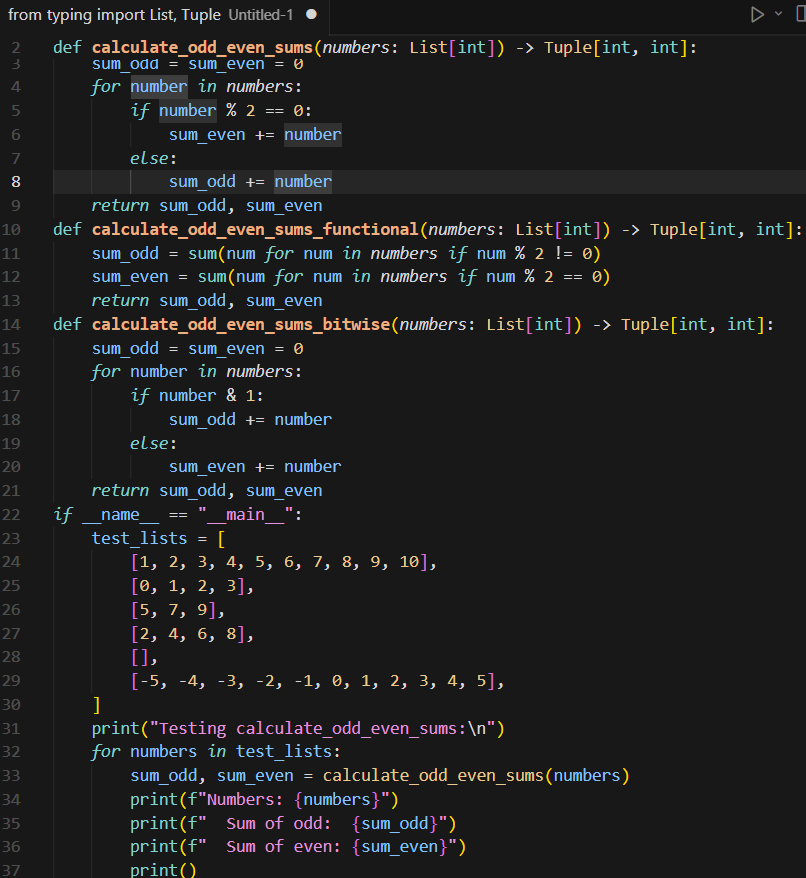 from typing import List, Tuple Untitled-1
2 def calculate_odd_even_sums(numbers: List[int]) -> Tuple[int, int]:
3     sum_odd = sum_even = 0
4     for number in numbers:
5         if number % 2 == 0:
6             sum_even += number
7         else:
8             sum_odd += number
9     return sum_odd, sum_even
10 def calculate_odd_even_sums_functional(numbers: List[int]) -> Tuple[int, int]:
11     sum_odd = sum(num for num in numbers if num % 2 != 0)
12     sum_even = sum(num for num in numbers if num % 2 == 0)
13     return sum_odd, sum_even
14 def calculate_odd_even_sums_bitwise(numbers: List[int]) -> Tuple[int, int]:
15     sum_odd = sum_even = 0
16     for number in numbers:
17         if number & 1:
18             sum_odd += number
19         else:
20             sum_even += number
21     return sum_odd, sum_even
22 if __name__ == "__main__":
23     test_lists = [
24         [1, 2, 3, 4, 5, 6, 7, 8, 9, 10],
25         [0, 1, 2, 3],
26         [5, 7, 9],
27         [2, 4, 6, 8],
28         [],
29         [-5, -4, -3, -2, -1, 0, 1, 2, 3, 4, 5],
30     ]
31     print("Testing calculate_odd_even_sums:\n")
32     for numbers in test_lists:
33         sum_odd, sum_even = calculate_odd_even_sums(numbers)
34         print(f"Numbers: {numbers}")
35         print(f"  Sum of odd:  {sum_odd}")
36         print(f"  Sum of even: {sum_even}")
37         print()